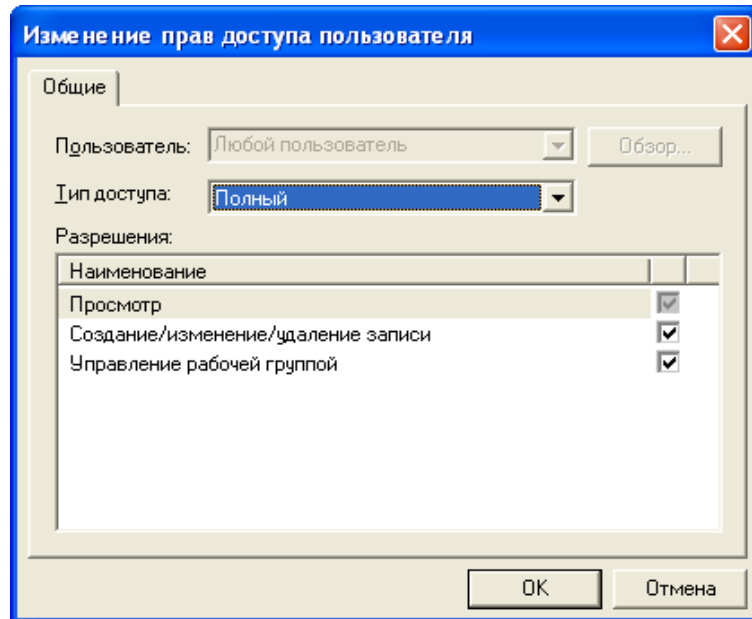 Изменение прав доступа пользователя
Общие
Пользователь: Любой пользователь Обзор...
Тип доступа: Полный
Разрешения:
Наименование
Просмотр
Создание/изменение/удаление записи
Управление рабочей группой
OK Отмена